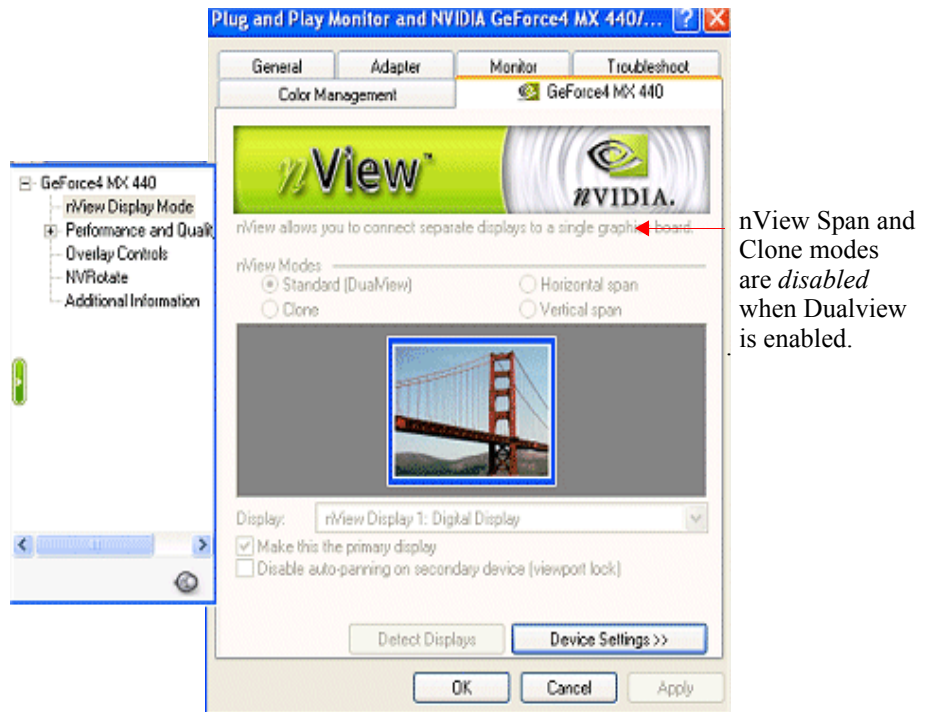 Plug and Play Monitor and NVIDIA GeForce4 MX 440/... ?
General Adapter Monitor Troubleshoot
Color Management GeForce4 MX 440
nView™
nVIDIA.
GeForce4 MX 440
nView Display Mode
Performance and Qualit
Overlay Controls
NVRotate
Additional Information
nView allows you to connect separate displays to a single graphics board.
nView Modes
Standard (DualView) Horizontal span
Clone Vertical span
nView Span and
Clone modes
are disabled
when Dualview
is enabled.
Display: nView Display 1: Digital Display
Make this the primary display
Disable auto-panning on secondary device (viewport lock)
Detect Displays Device Settings >>
OK Cancel Apply